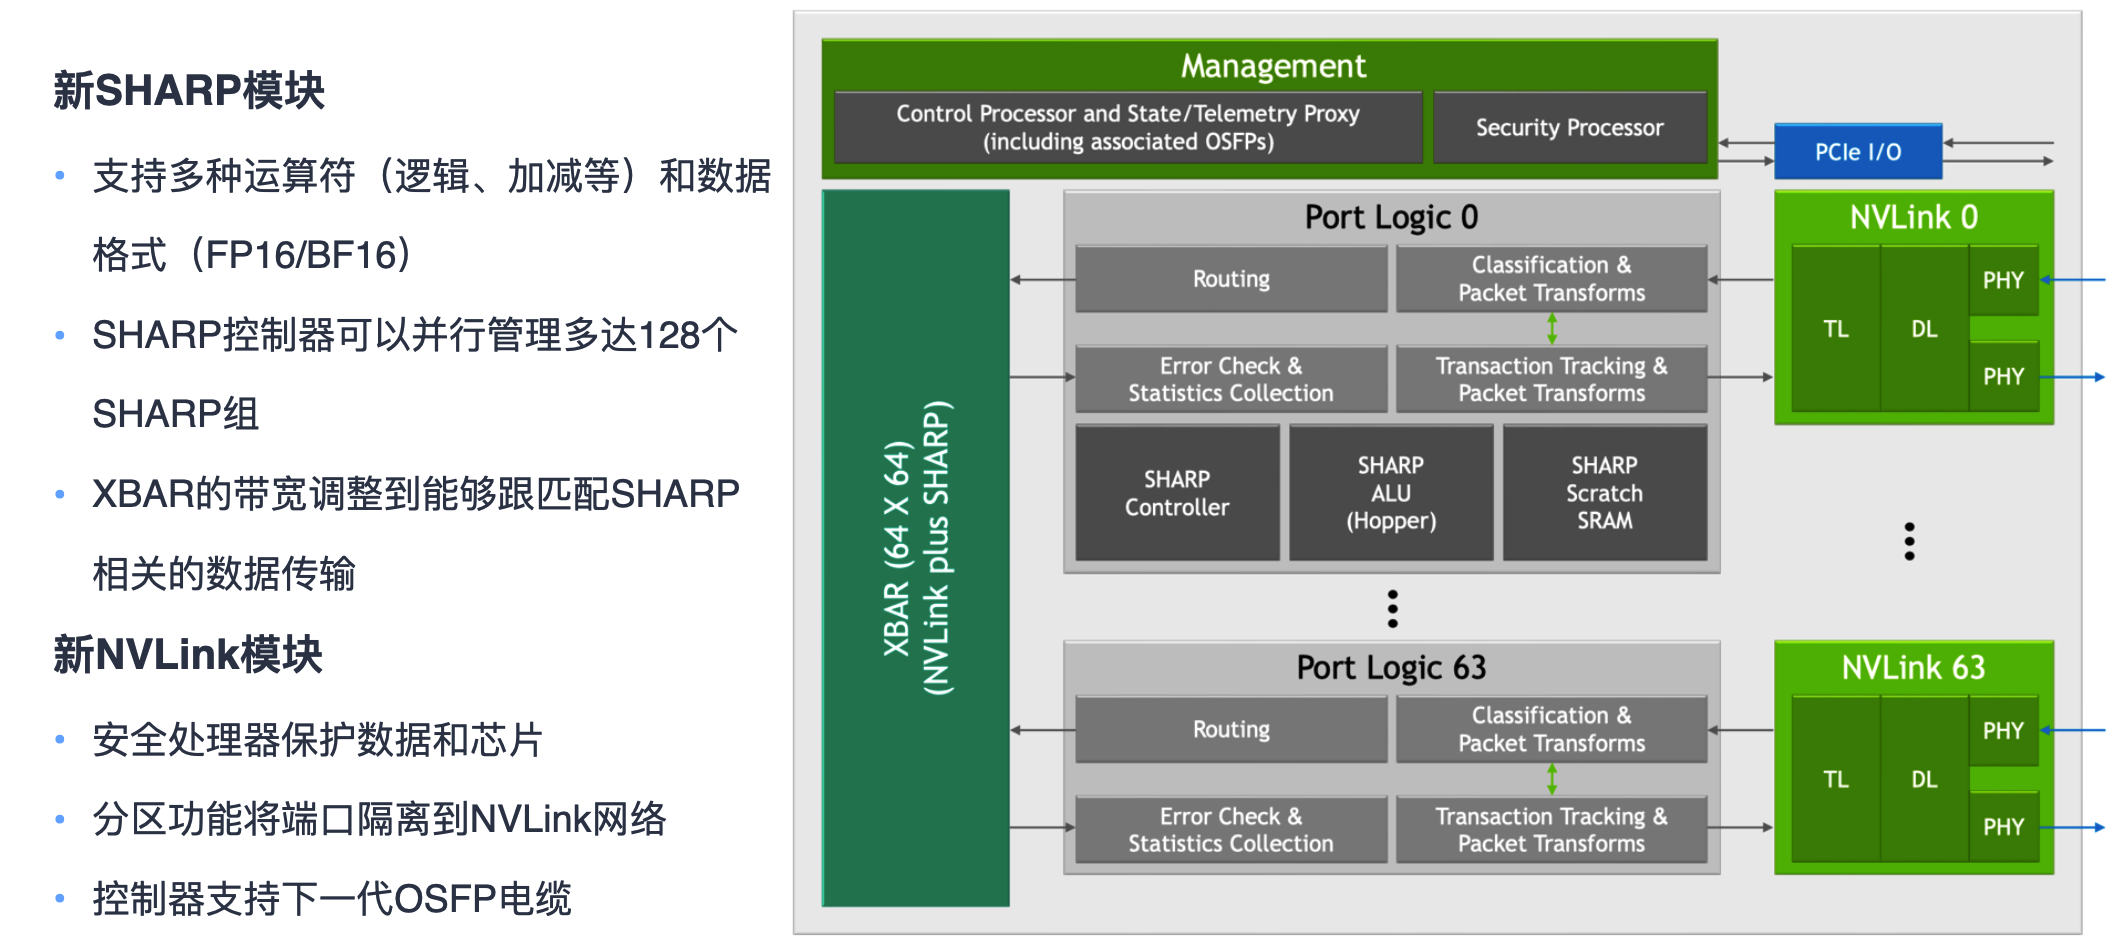 新SHARP模块
• 支持多种运算符（逻辑、加减等）和数据
格式（FP16/BF16）
• SHARP控制器可以并行管理多达128个
SHARP组
• XBAR的带宽调整到能够跟匹配SHARP
相关的数据传输
新NVLink模块
• 安全处理器保护数据和芯片
• 分区功能将端口隔离到NVLink网络
• 控制器支持下一代OSFP电缆
Management
Control Processor and State/Telemetry Proxy
(including associated OSFPs)
Security Processor
PCIe I/O
XBAR (64 X 64)
(NVLink plus SHARP)
Port Logic 0
Routing
Classification &
Packet Transforms
Error Check &
Statistics Collection
Transaction Tracking &
Packet Transforms
SHARP
Controller
SHARP
ALU
(Hopper)
SHARP
Scratch
SRAM
NVLink 0
TL
DL
PHY
PHY
Port Logic 63
Routing
Classification &
Packet Transforms
Error Check &
Statistics Collection
Transaction Tracking &
Packet Transforms
NVLink 63
TL
DL
PHY
PHY